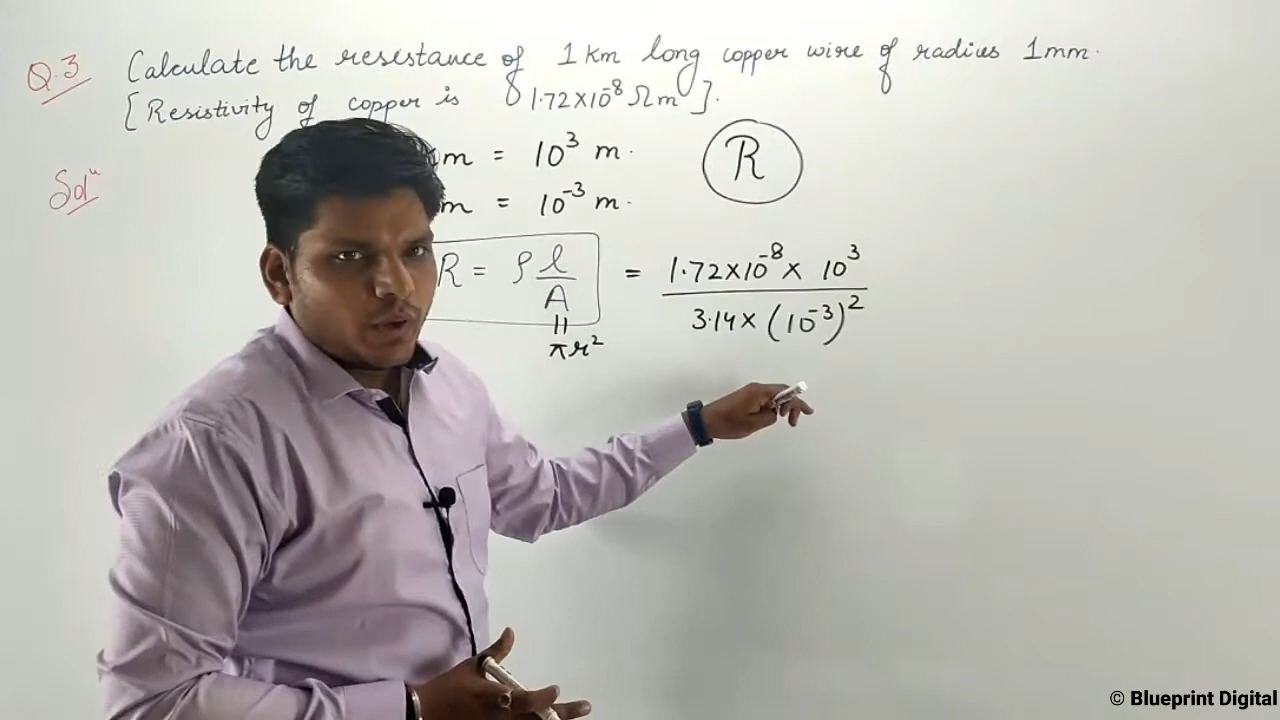 Q.3 Calculate the resistance of 1 km long copper wire of radius 1mm.
[Resistivity of copper is 1.72×10⁻⁸ Ωm].
Solⁿ
m = 10³ m.
m = 10⁻³ m.
R
R = ρ l/A = 1.72×10⁻⁸ × 10³ / 3.14 × (10⁻³)²
πr²
© Blueprint Digital